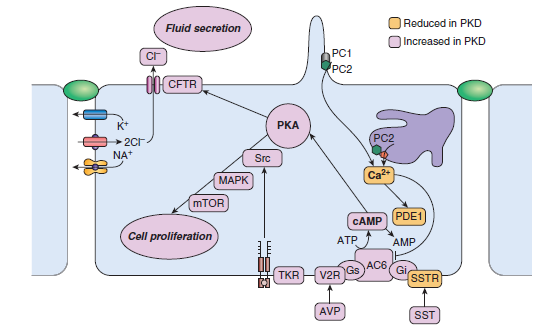 Fluid secretion
Reduced in PKD
Increased in PKD
Cl–
PC1
PC2
CFTR
K+
PKA
2Cl–
NA+
PC2
Src
Ca2+
MAPK
mTOR
PDE1
cAMP
Cell proliferation
ATP
AMP
TKR
V2R
Gs
AC6
Gi
SSTR
AVP
SST